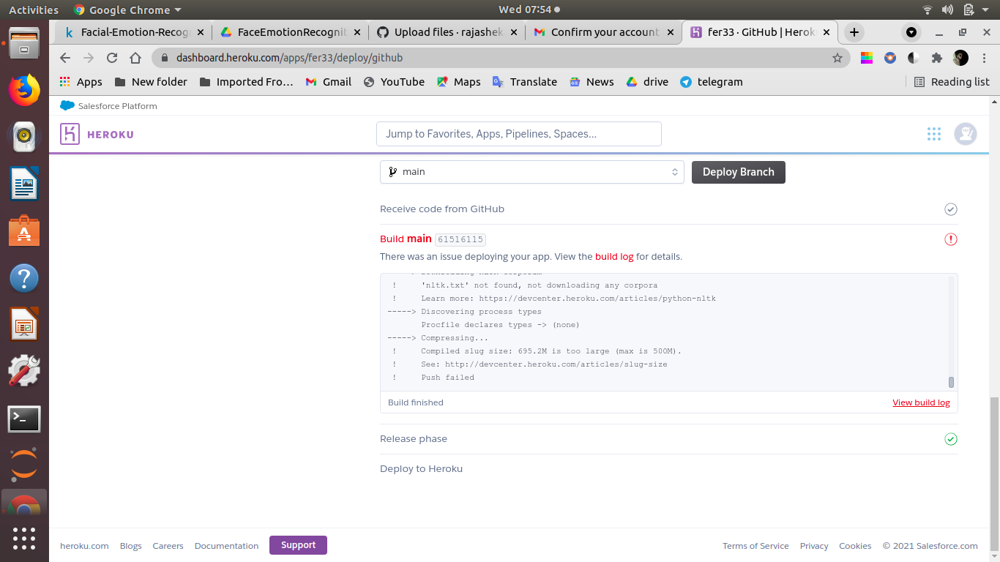 Activities
Google Chrome
Wed 07:54
Facial-Emotion-Recogn
FaceEmotionRecognit
Upload files · rajashek
Confirm your account
fer33 · GitHub | Heroku
dashboard.heroku.com/apps/fer33/deploy/github
Apps
New folder
Imported Fro...
Gmail
YouTube
Maps
Translate
News
drive
telegram
Reading list
Salesforce Platform
HEROKU
Jump to Favorites, Apps, Pipelines, Spaces...
main
Deploy Branch
Receive code from GitHub
Build main 61516115
There was an issue deploying your app. View the build log for details.
! 'nltk.txt' not found, not downloading any corpora
! Learn more: https://devcenter.heroku.com/articles/python-nltk
-----> Discovering process types
Procfile declares types -> (none)
-----> Compressing...
! Compiled slug size: 695.2M is too large (max is 500M).
! See: http://devcenter.heroku.com/articles/slug-size
! Push failed
Build finished
View build log
Release phase
Deploy to Heroku
heroku.com
Blogs
Careers
Documentation
Support
Terms of Service
Privacy
Cookies
© 2021 Salesforce.com